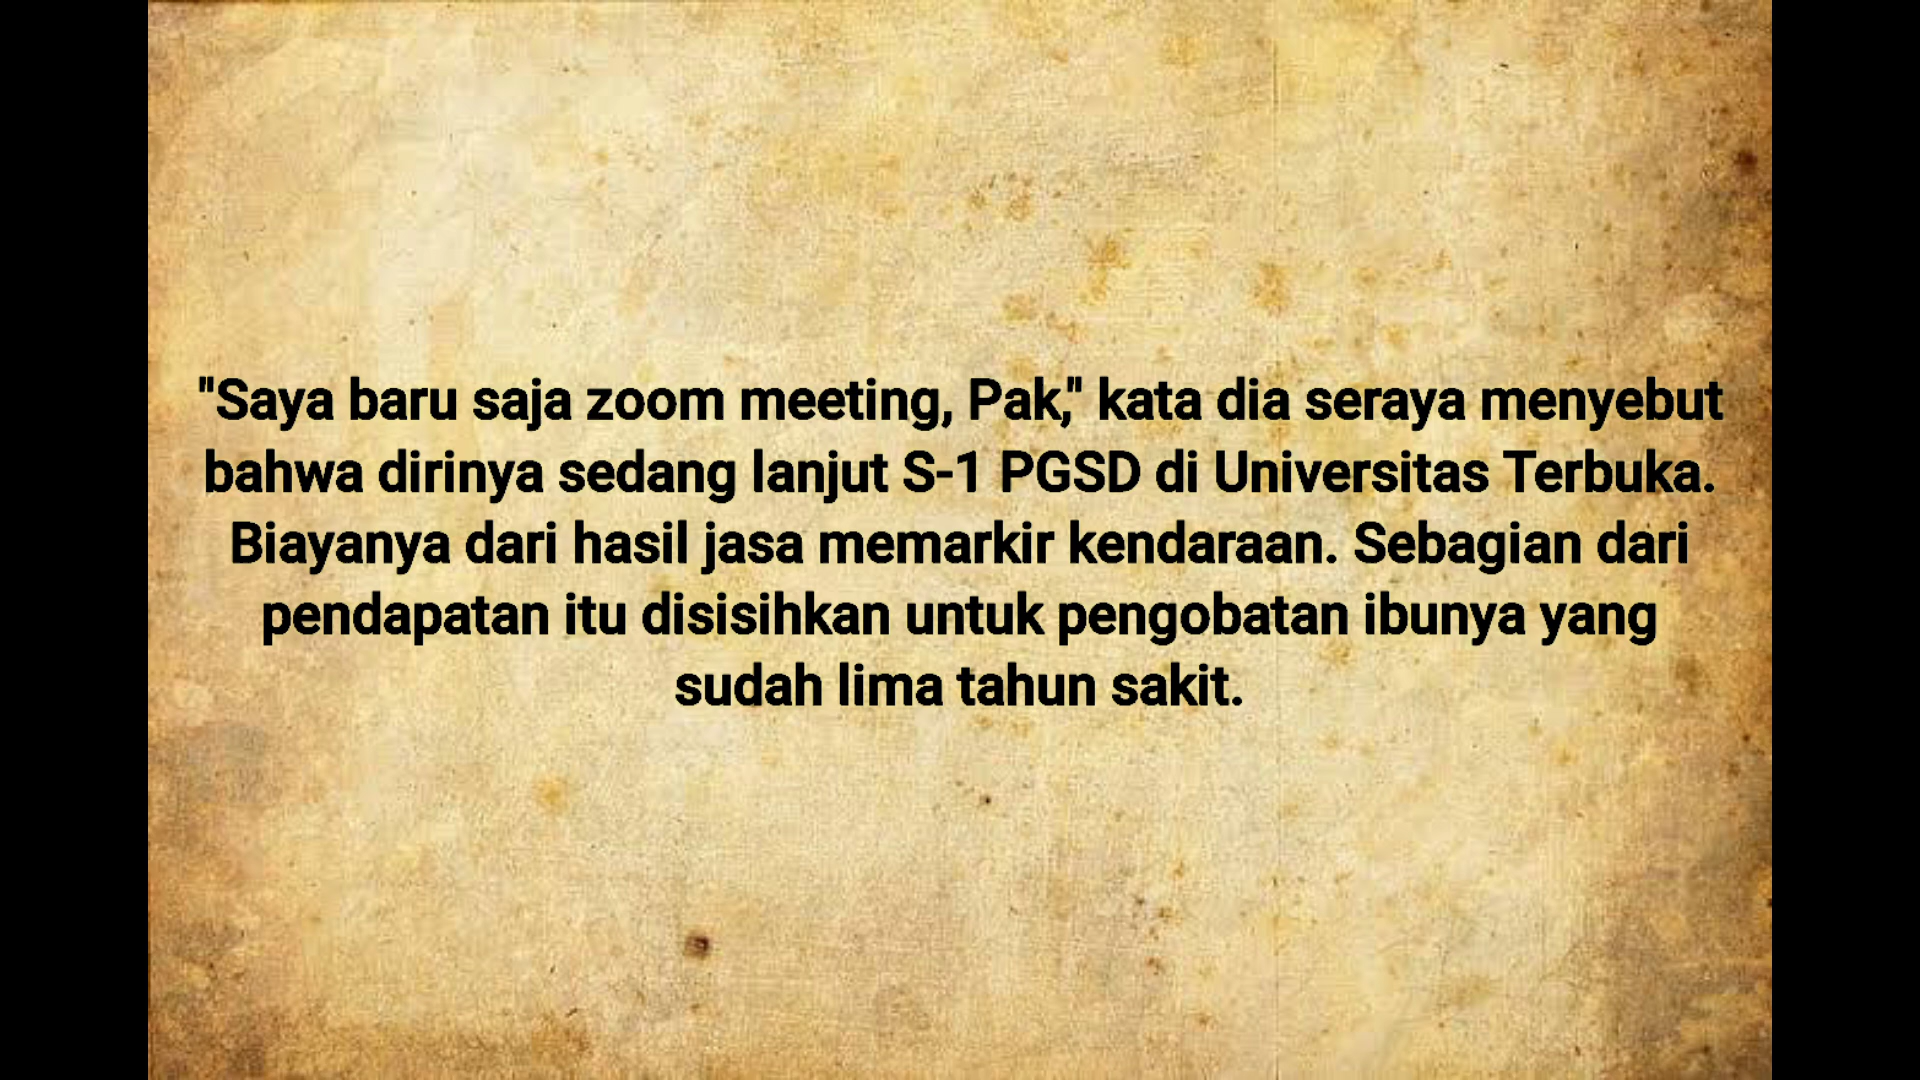 "Saya baru saja zoom meeting, Pak," kata dia seraya menyebut
bahwa dirinya sedang lanjut S-1 PGSD di Universitas Terbuka.
Biayanya dari hasil jasa memarkir kendaraan. Sebagian dari
pendapatan itu disisihkan untuk pengobatan ibunya yang
sudah lima tahun sakit.